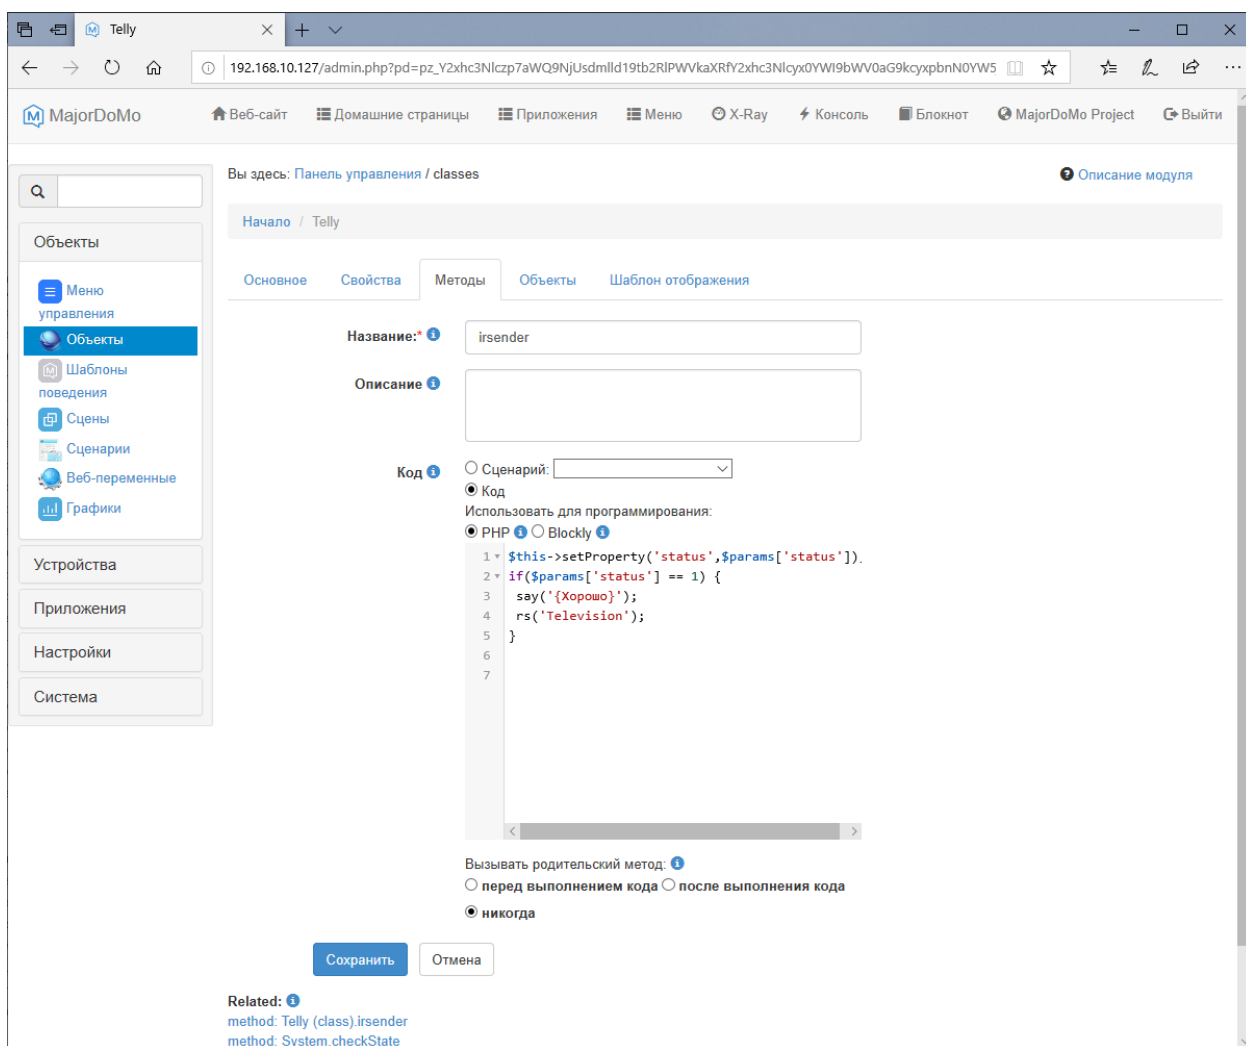 Telly
192.168.10.127/admin.php?pd=pz_Y2xhc3Nlczp7aWQ9NjUsdmlld19tb2RlPWVkaXRfY2xhc3Nlcyx0YWI9bWV0aG9kcyxpbnN0YW5
MajorDoMo
Веб-сайт
Домашние страницы
Приложения
Меню
X-Ray
Консоль
Блокнот
MajorDoMo Project
Выйти
Вы здесь: Панель управления / classes
Описание модуля
Объекты
Меню
управления
Объекты
Шаблоны
поведения
Сцены
Сценарии
Веб-переменные
Графики
Устройства
Приложения
Настройки
Система
Начало / Telly
Основное
Свойства
Методы
Объекты
Шаблон отображения
Название:*
irsender
Описание
Код
Сценарий:
Код
Использовать для программирования:
PHP
Blockly
1 $this->setProperty('status',$params['status'])
2 if($params['status'] == 1) {
3 say('{Хорошо}');
4 rs('Television');
5 }
6
7
Вызывать родительский метод:
перед выполнением кода
после выполнения кода
никогда
Сохранить
Отмена
Related:
method: Telly (class).irsender
method: System.checkState